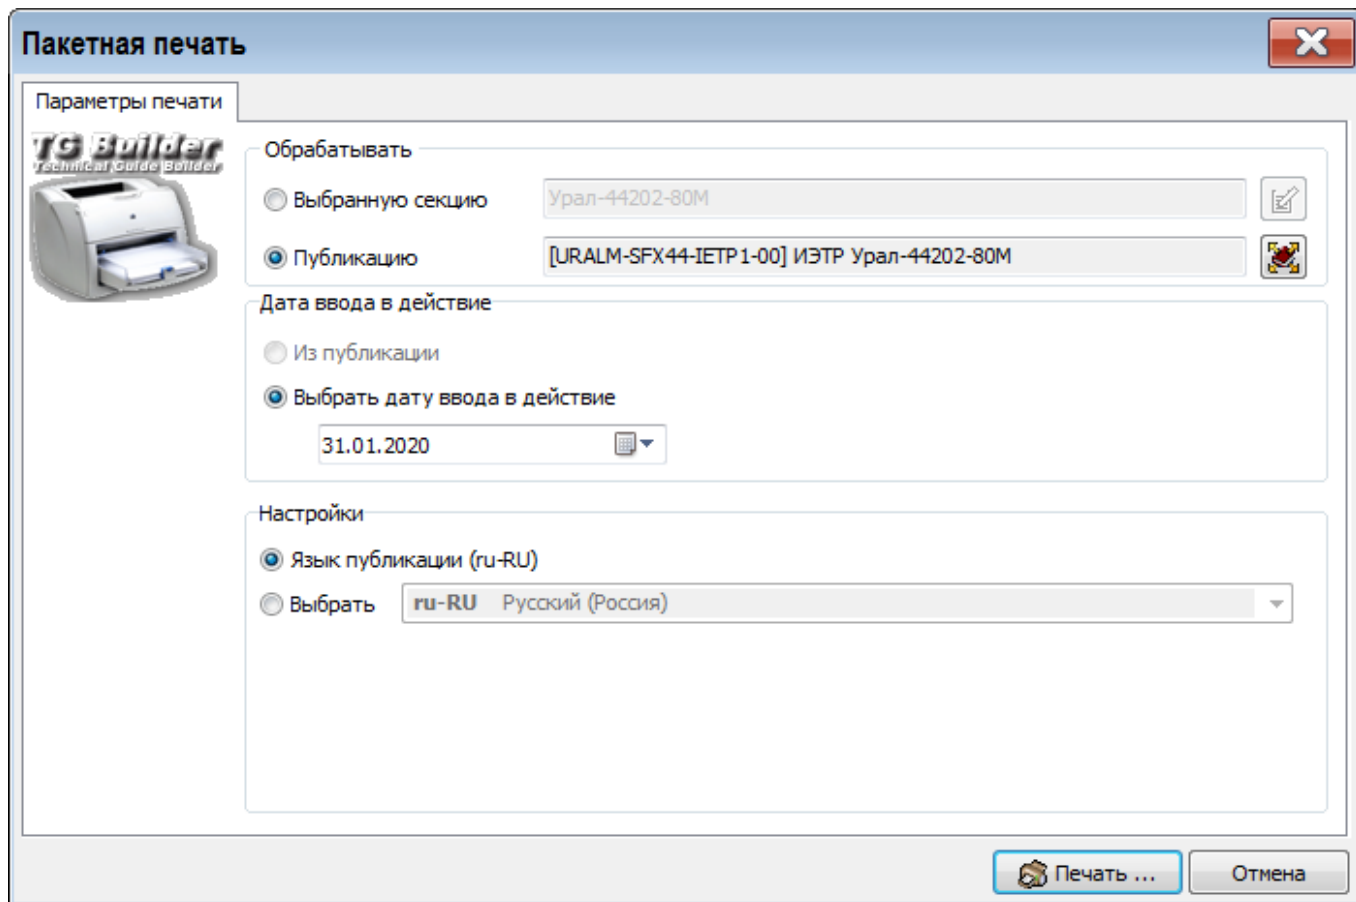 Пакетная печать
Параметры печати
TG Builder
Technical Guide Builder
Обрабатывать
Выбранную секцию
Урал-44202-80М
Публикацию
[URALM-SFX44-IETP1-00] ИЭТР Урал-44202-80М
Дата ввода в действие
Из публикации
Выбрать дату ввода в действие
31.01.2020
Настройки
Язык публикации (ru-RU)
Выбрать ru-RU Русский (Россия)
Печать ...
Отмена